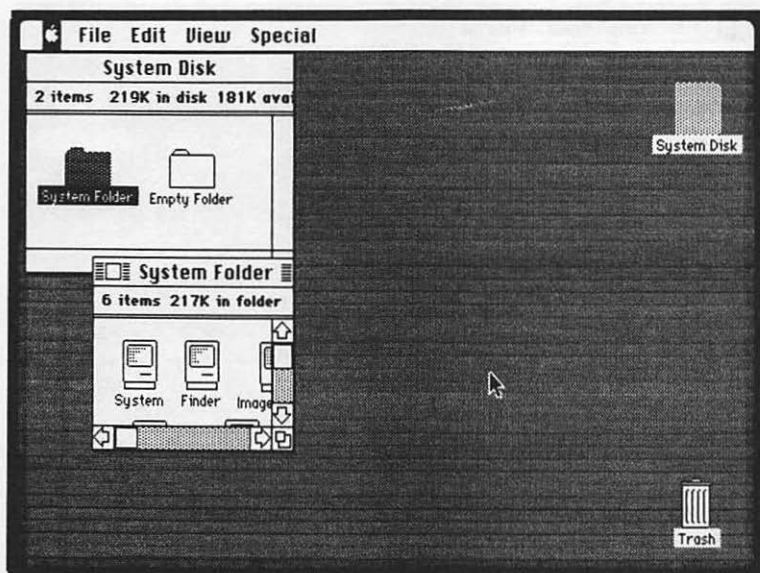 File Edit View Special
System Disk
2 items 219K in disk 181K avai
System Folder Empty Folder
System Folder
6 items 217K in folder
System Finder Image
System Disk
Trash